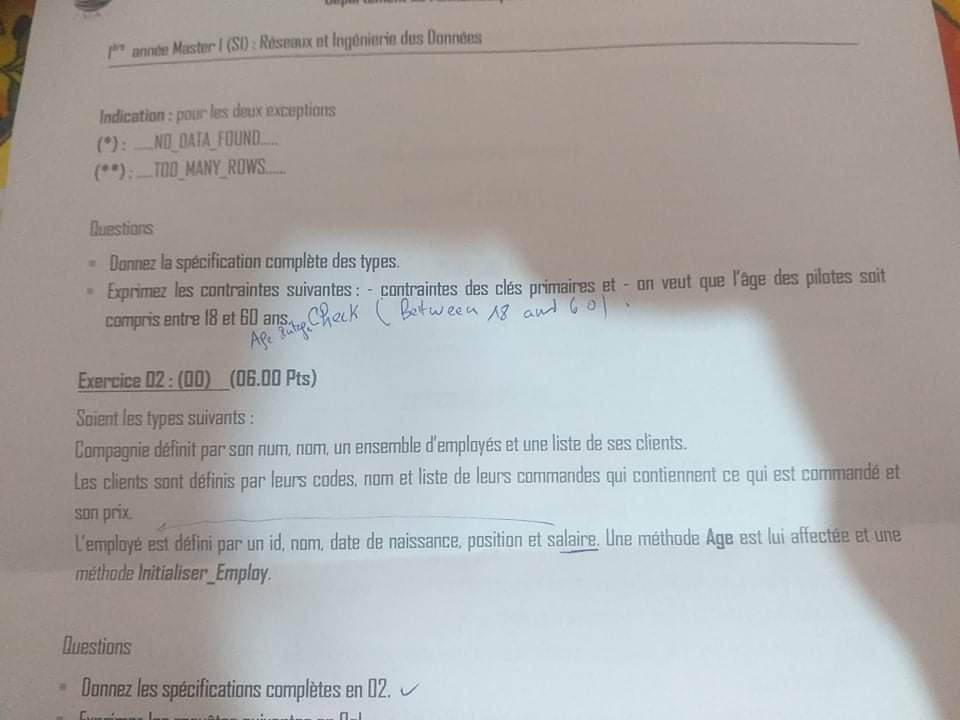 1ère année Master I (SI) : Réseaux et Ingénierie des Données
Indication : pour les deux exceptions
(*) : ....NO_DATA_FOUND.....
(**) : ....TOO_MANY_ROWS......
Questions
• Donnez la spécification complète des types.
• Exprimez les contraintes suivantes : - contraintes des clés primaires et - on veut que l'âge des pilotes soit
compris entre 18 et 60 ans.
Check ( Between 18 and 60) .
Age
Exercice 02 : (OO) (06.00 Pts)
Soient les types suivants :
Compagnie définit par son num, nom, un ensemble d'employés et une liste de ses clients.
Les clients sont définis par leurs codes, nom et liste de leurs commandes qui contiennent ce qui est commandé et
son prix.
L'employé est défini par un id, nom, date de naissance, position et salaire. Une méthode Age est lui affectée et une
méthode Initialiser_Employ.
Questions
• Donnez les spécifications complètes en O2. ✓